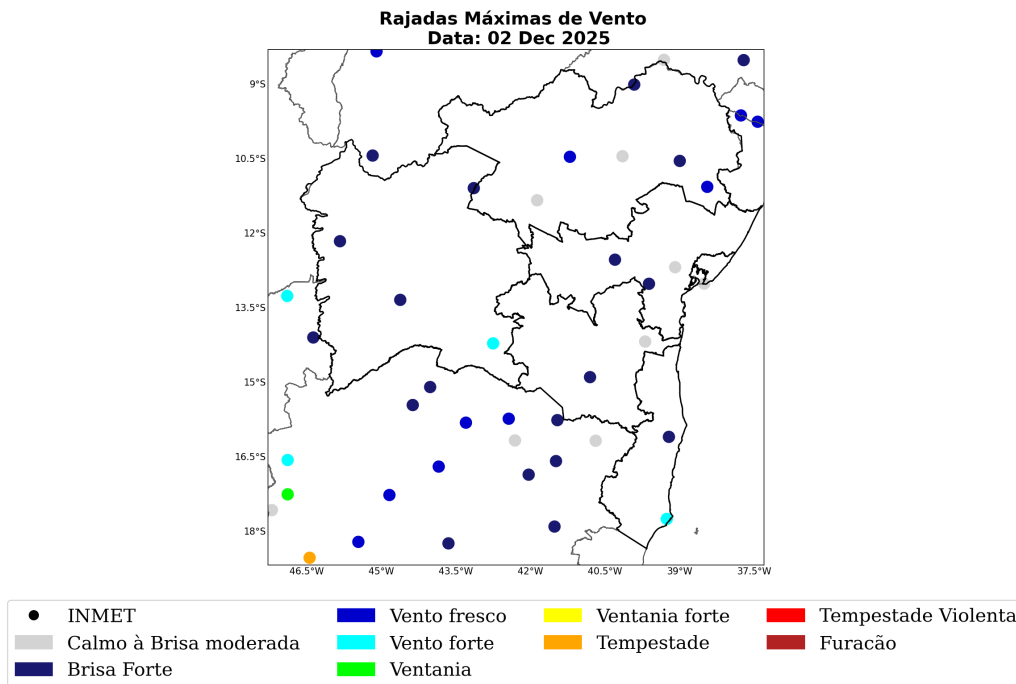 Rajadas Máximas de Vento
Data: 02 Dec 2025
9°S
10.5°S
12°S
13.5°S
15°S
16.5°S
18°S
46.5°W 45°W 43.5°W 42°W 40.5°W 39°W 37.5°W
INMET
Calmo à Brisa moderada
Brisa Forte
Vento fresco
Vento forte
Ventania
Ventania forte
Tempestade
Tempestade Violenta
Furacão